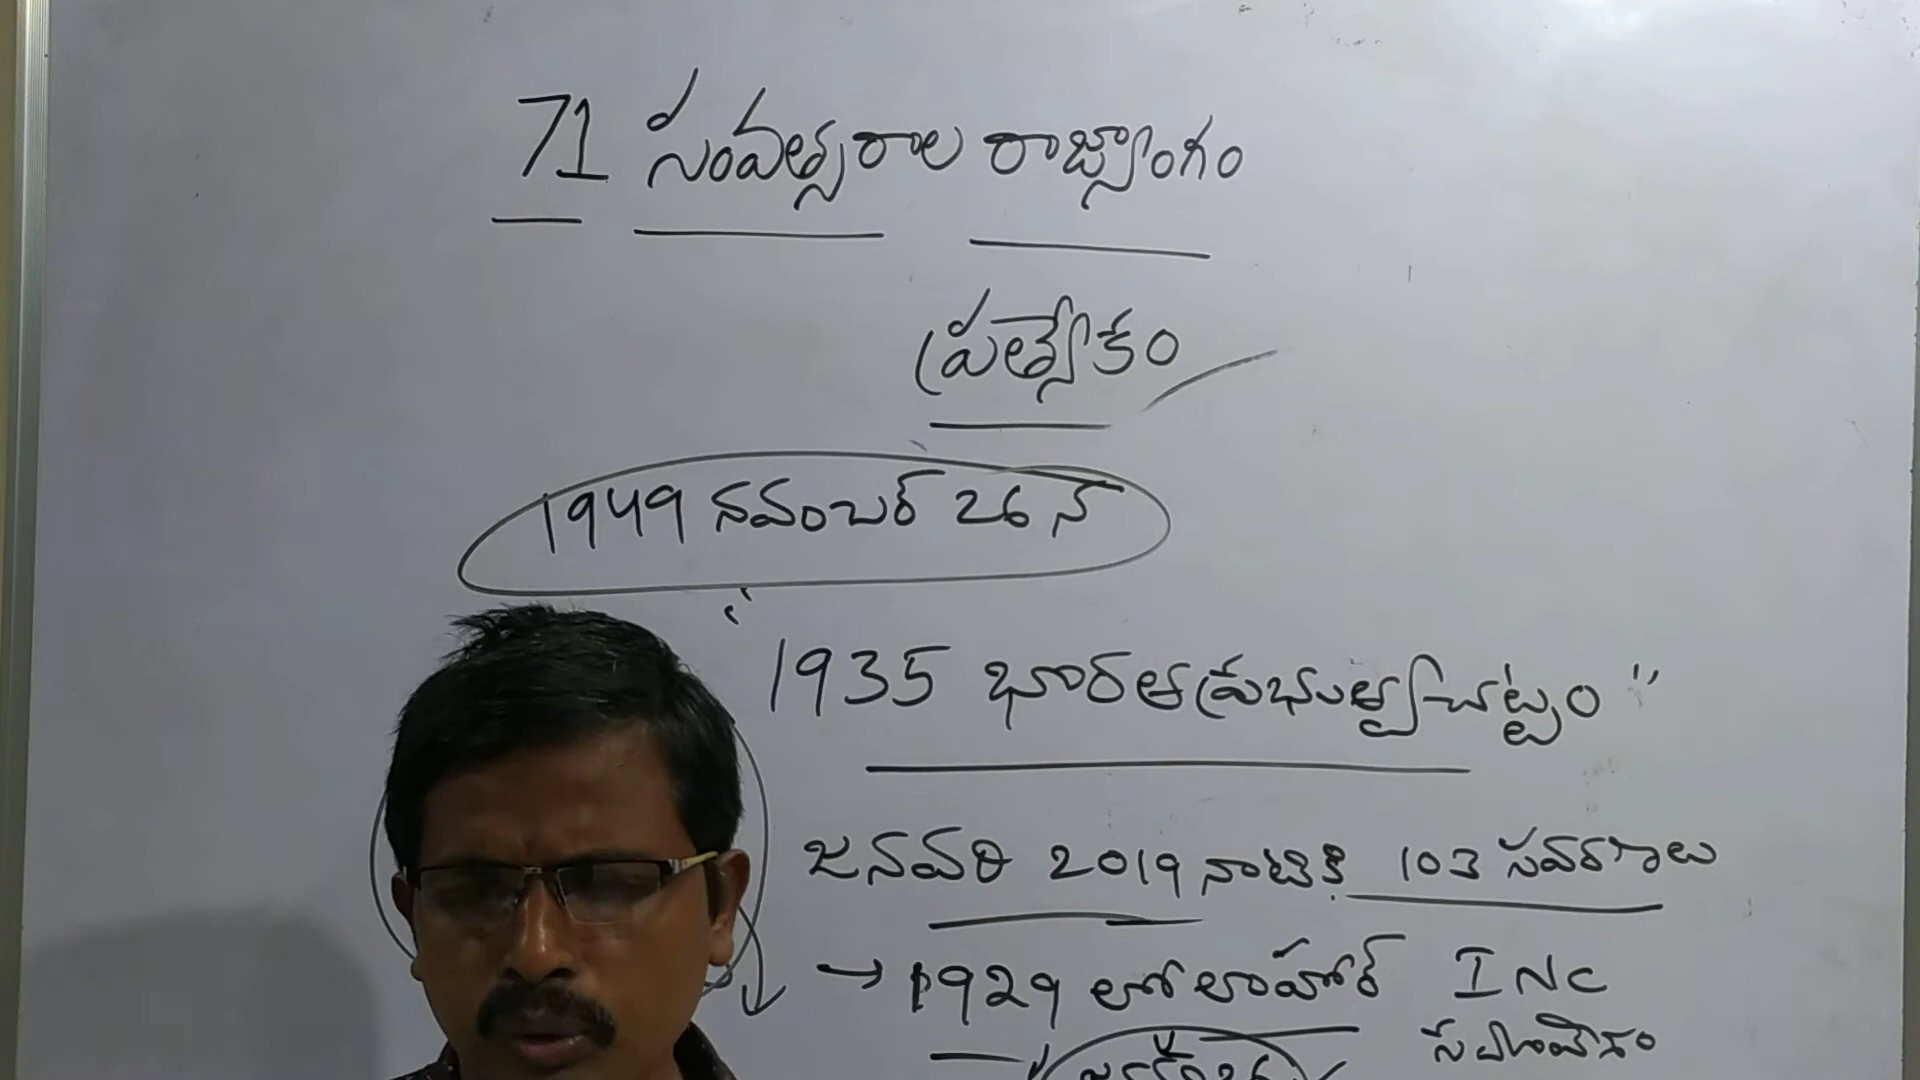 71 సంవత్సరాల రాజ్యాంగం
ప్రత్యేకం
1949 నవంబర్ 26 న
"1935 భారత ప్రభుత్వ చట్టం"
జనవరి 2019 నాటికి 103 సవరణలు
→ 1929 లో లాహోర్ INC
సమావేశం